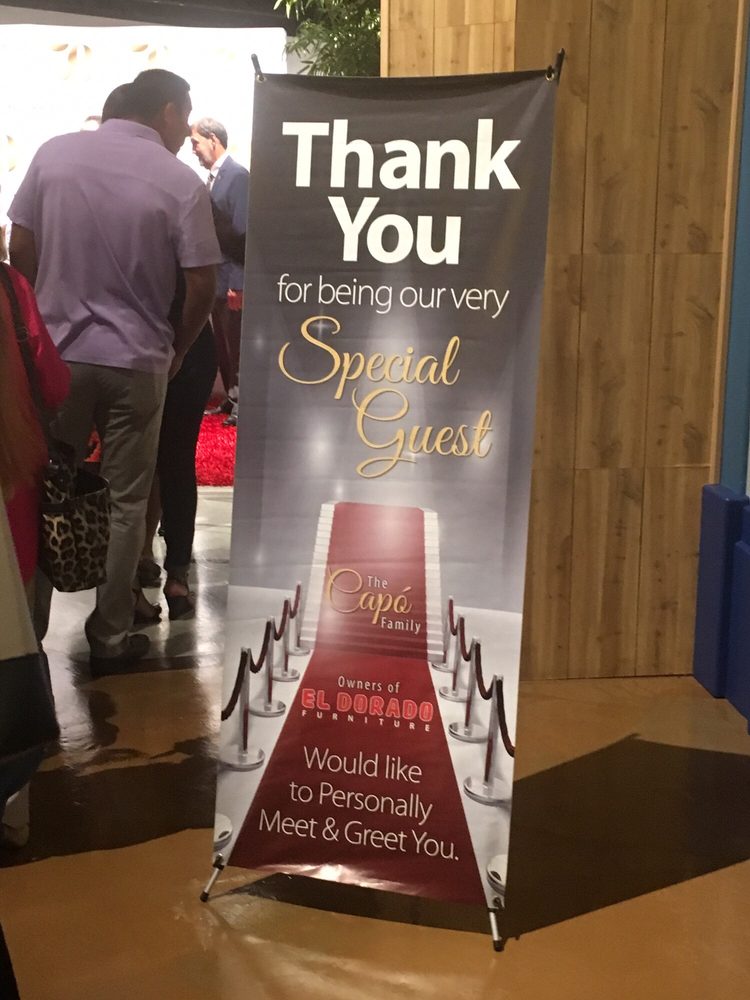 Thank
You
for being our very
Special
Guest
The
Capó
Family
Owners of
EL DORADO
FURNITURE
Would like
to Personally
Meet & Greet You.